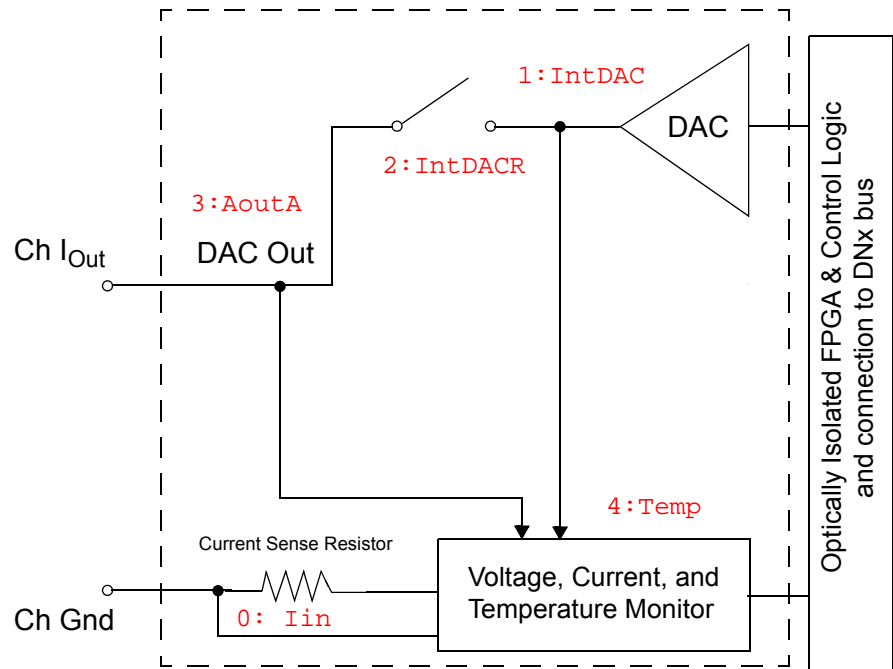 1:IntDAC
DAC
2:IntDACR
3:AoutA
Ch IOut
DAC Out
4:Temp
Current Sense Resistor
Voltage, Current, and
Temperature Monitor
0: Iin
Ch Gnd
Optically Isolated FPGA & Control Logic
and connection to DNx bus